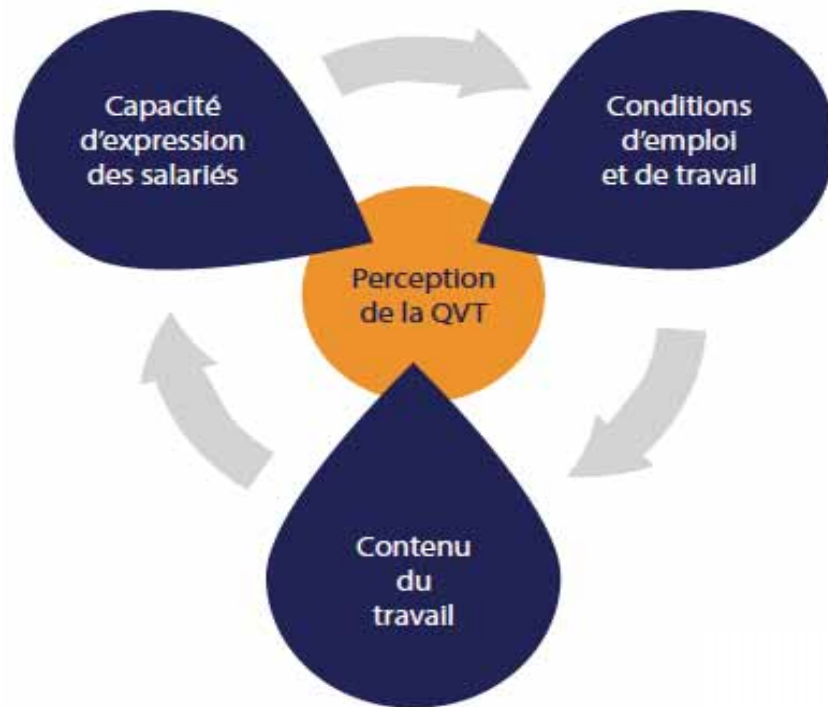 Capacité
d'expression
des salariés
Conditions
d'emploi
et de travail
Perception
de la QVT
Contenu
du
travail